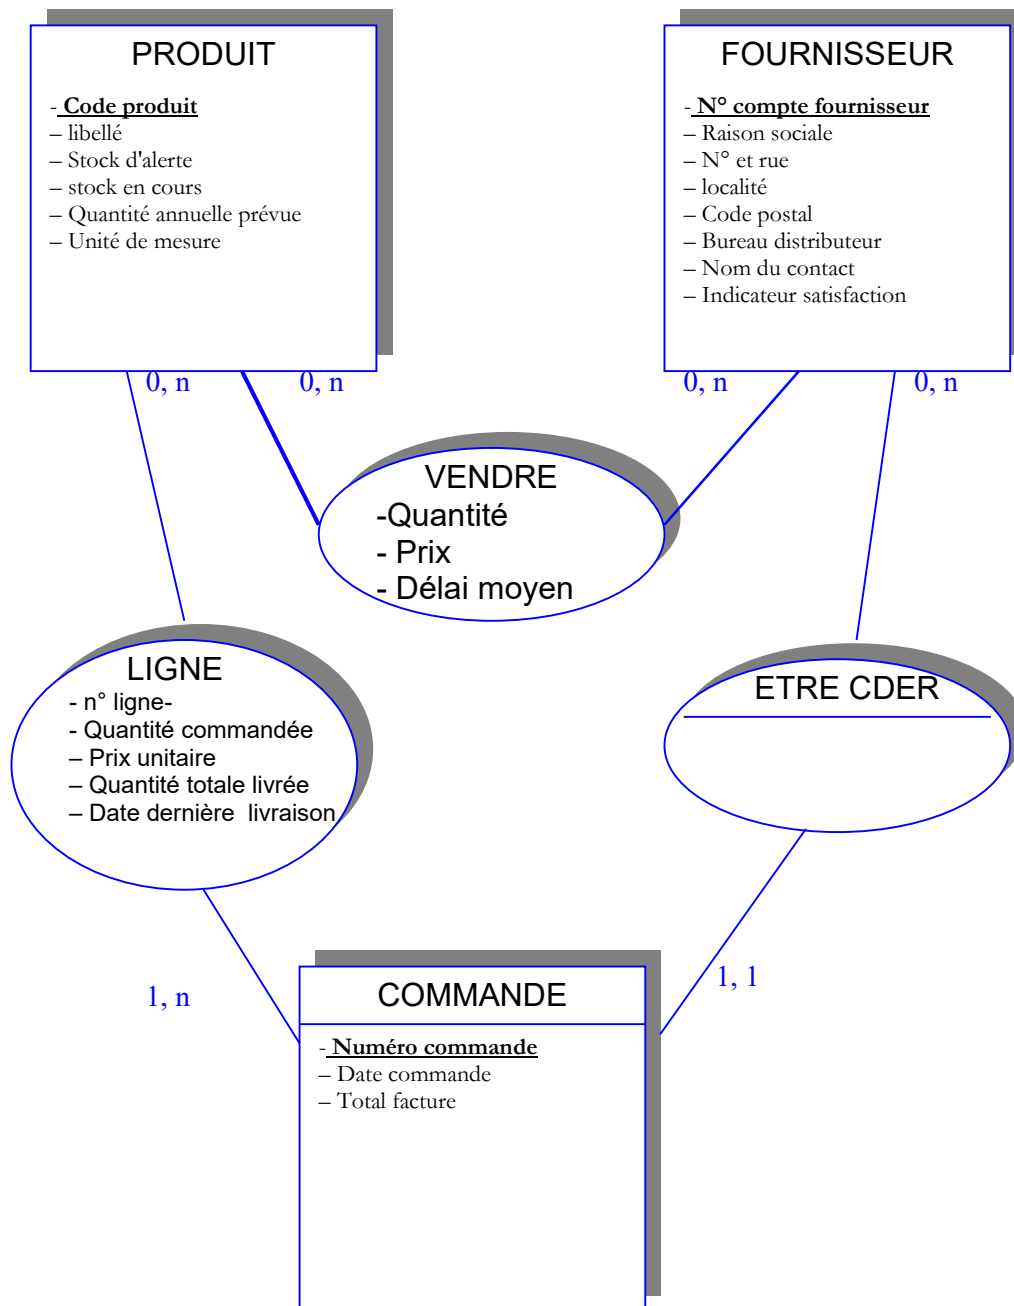 PRODUIT
- Code produit
– libellé
– Stock d'alerte
– stock en cours
– Quantité annuelle prévue
– Unité de mesure
FOURNISSEUR
- N° compte fournisseur
– Raison sociale
– N° et rue
– localité
– Code postal
– Bureau distributeur
– Nom du contact
– Indicateur satisfaction
0, n
0, n
0, n
0, n
VENDRE
-Quantité
- Prix
- Délai moyen
LIGNE
- n° ligne-
- Quantité commandée
– Prix unitaire
– Quantité totale livrée
– Date dernière livraison
ETRE CDER
1, n
1, 1
COMMANDE
- Numéro commande
– Date commande
– Total facture